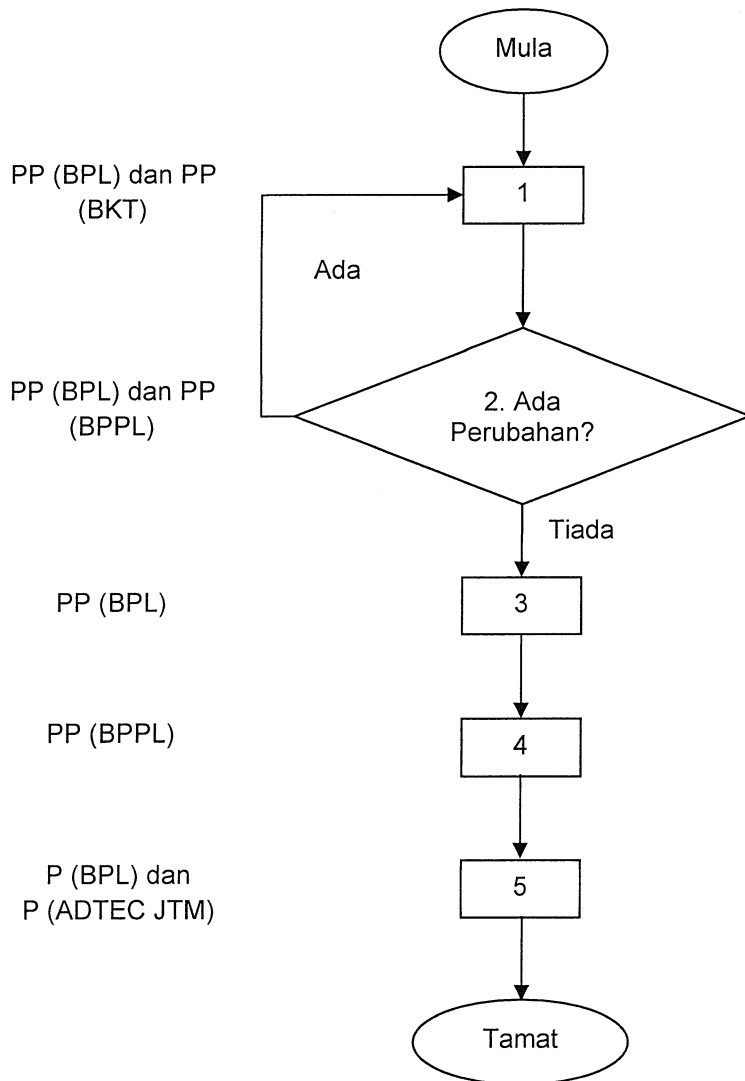 Mula
PP (BPL) dan PP
(BKT)
1
Ada
PP (BPL) dan PP
(BPPL)
2. Ada
Perubahan?
Tiada
PP (BPL)
3
PP (BPPL)
4
P (BPL) dan
P (ADTEC JTM)
5
Tamat